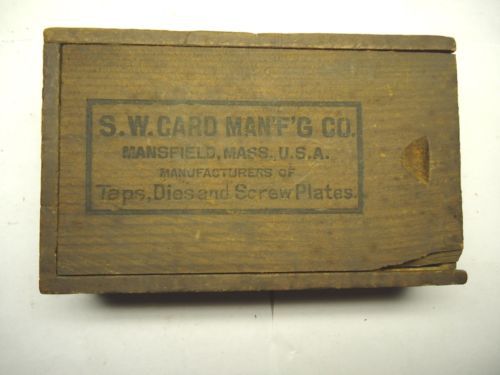 S.W. CARD MAN'F'G CO.
MANSFIELD, MASS., U.S.A.
MANUFACTURERS OF
Taps, Dies and Screw Plates.